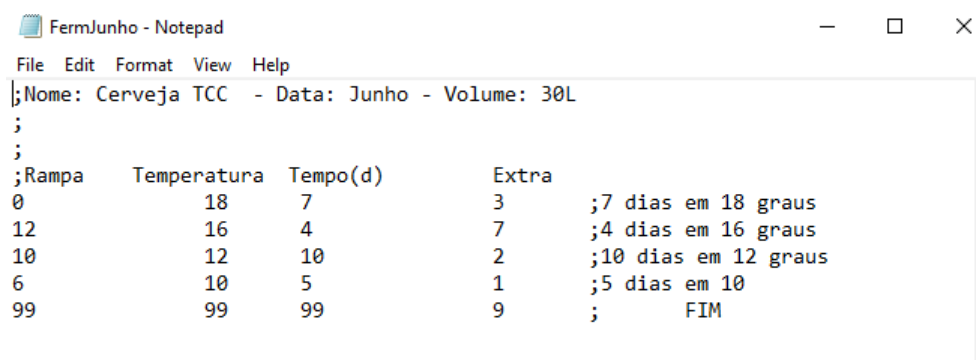 FermJunho - Notepad
File Edit Format View Help
;Nome: Cerveja TCC - Data: Junho - Volume: 30L
;
;
;Rampa Temperatura Tempo(d) Extra
0 18 7 3 ;7 dias em 18 graus
12 16 4 7 ;4 dias em 16 graus
10 12 10 2 ;10 dias em 12 graus
6 10 5 1 ;5 dias em 10
99 99 99 9 ; FIM